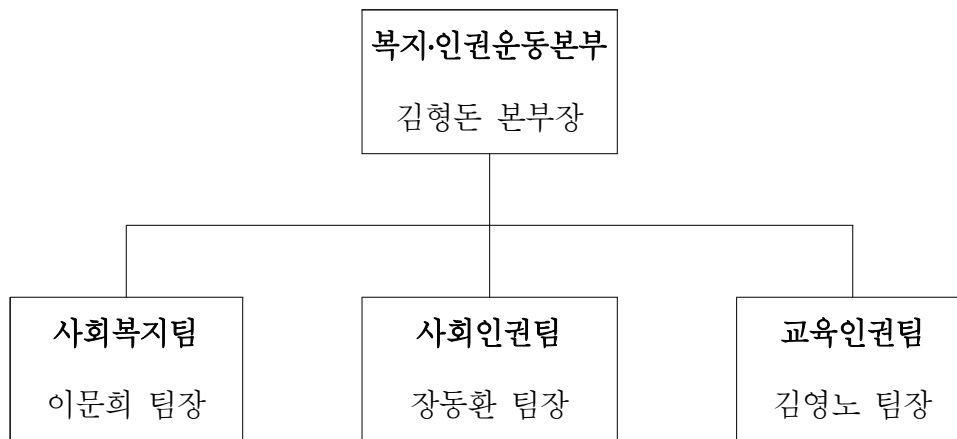 복지·인권운동본부
김형돈 본부장
사회복지팀
이문희 팀장
사회인권팀
장동환 팀장
교육인권팀
김영노 팀장